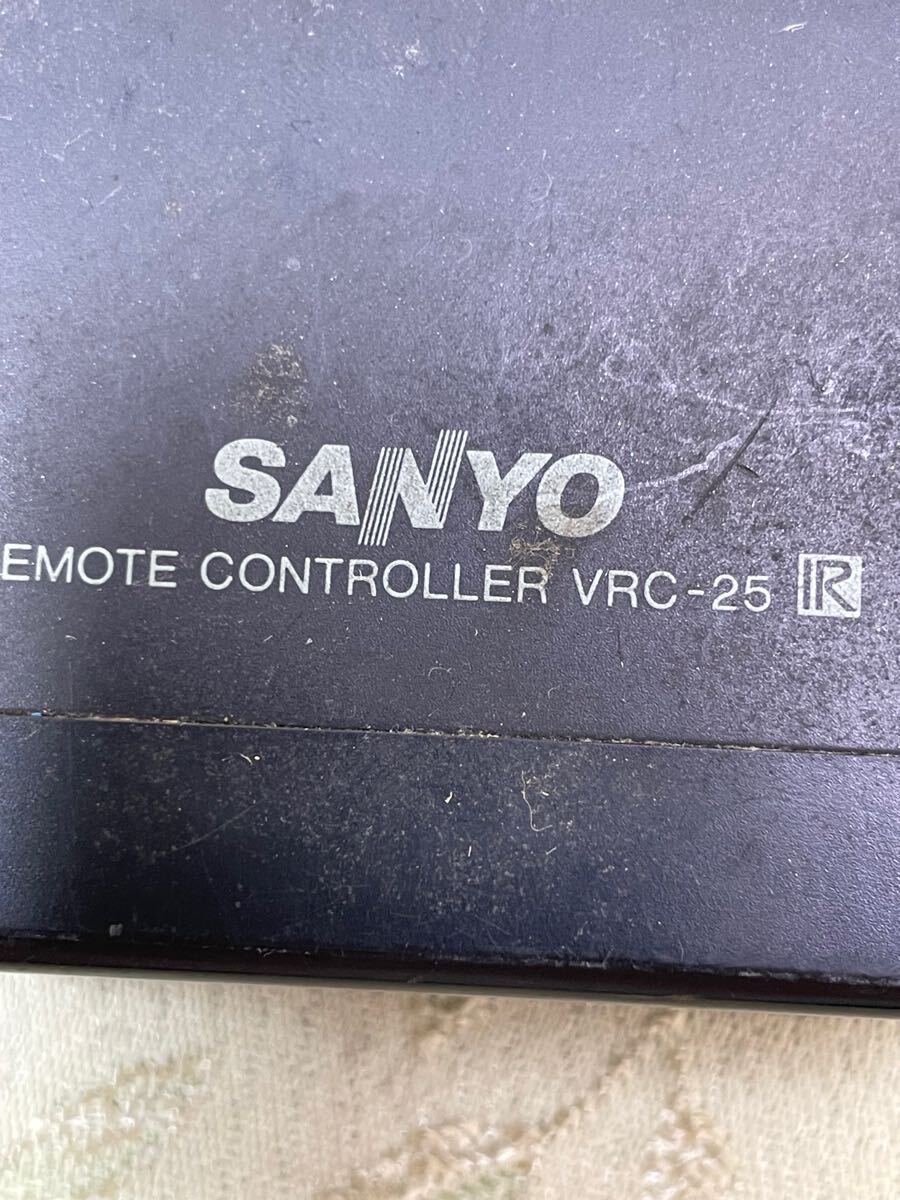 SANYO
EMOTE CONTROLLER VRC-25 R